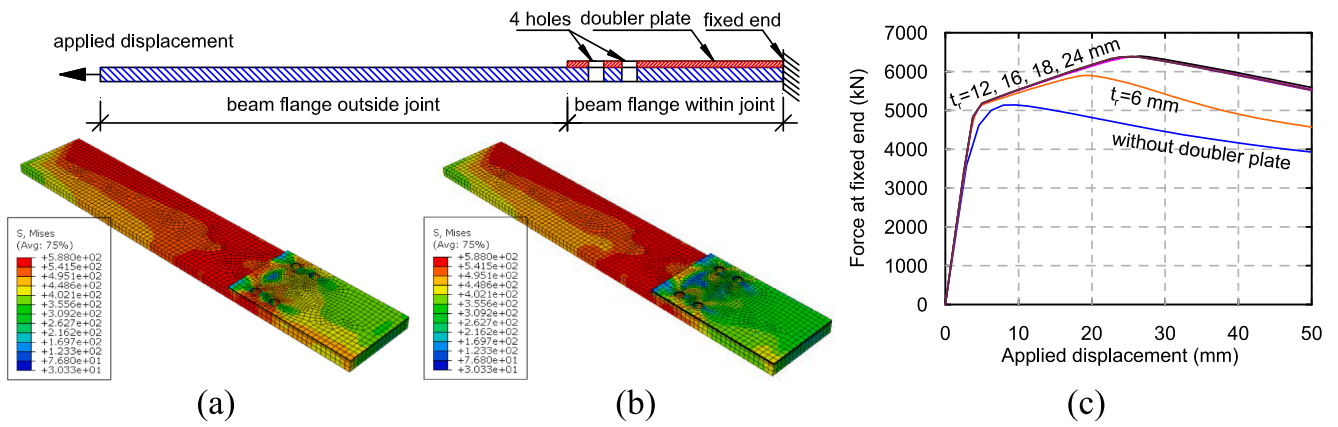 4 holes doubler plate fixed end
applied displacement
beam flange outside joint
beam flange within joint
S, Mises
(Avg: 75%)
+5.880e+02
+5.415e+02
+4.951e+02
+4.486e+02
+4.021e+02
+3.556e+02
+3.092e+02
+2.627e+02
+2.162e+02
+1.697e+02
+1.233e+02
+7.680e+01
+3.033e+01
(a)
S, Mises
(Avg: 75%)
+5.880e+02
+5.415e+02
+4.951e+02
+4.486e+02
+4.021e+02
+3.556e+02
+3.092e+02
+2.627e+02
+2.162e+02
+1.697e+02
+1.233e+02
+7.680e+01
+3.033e+01
(b)
Force at fixed end (kN)
7000
6000
5000
4000
3000
2000
1000
0
tr=12, 16, 18, 24 mm
tr=6 mm
without doubler plate
0 10 20 30 40 50
Applied displacement (mm)
(c)